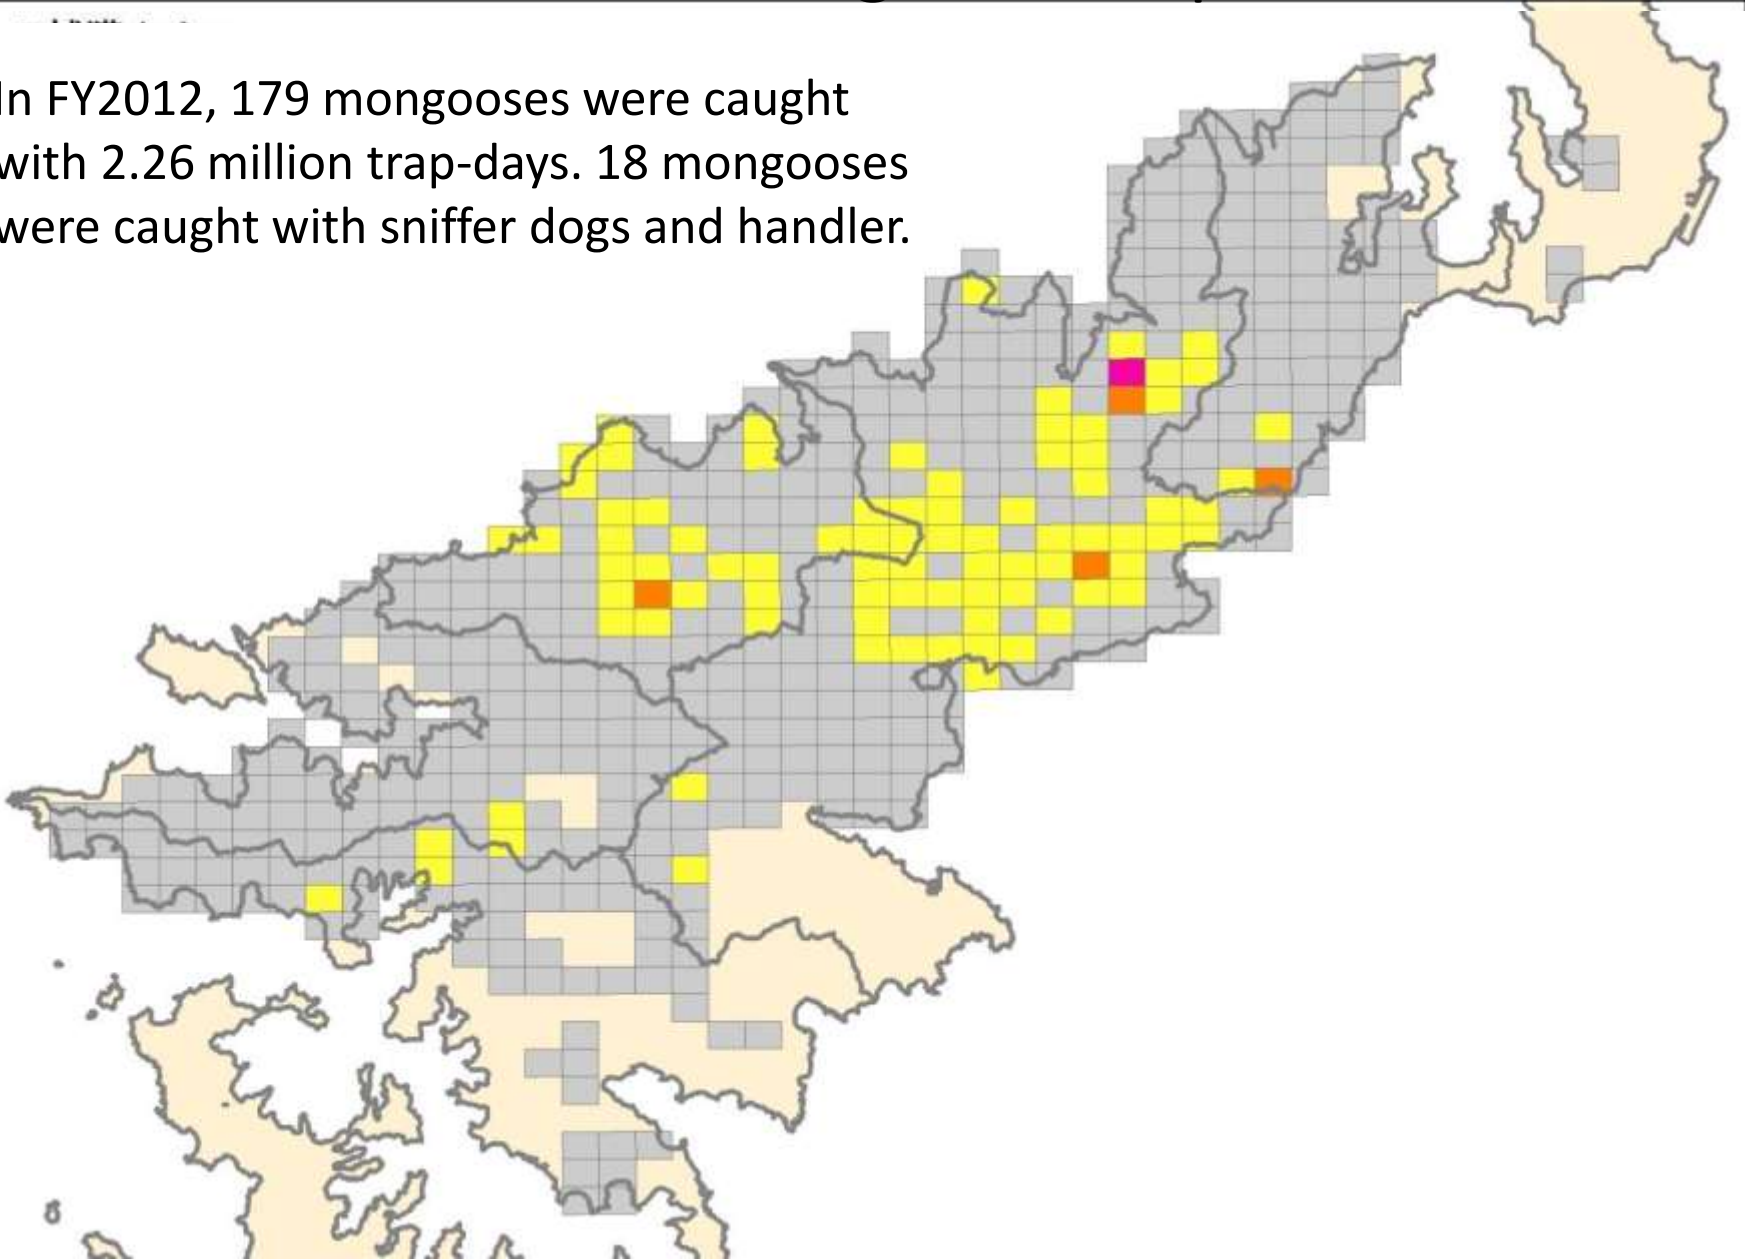 In FY2012, 179 mongooses were caught
with 2.26 million trap-days. 18 mongooses
were caught with sniffer dogs and handler.